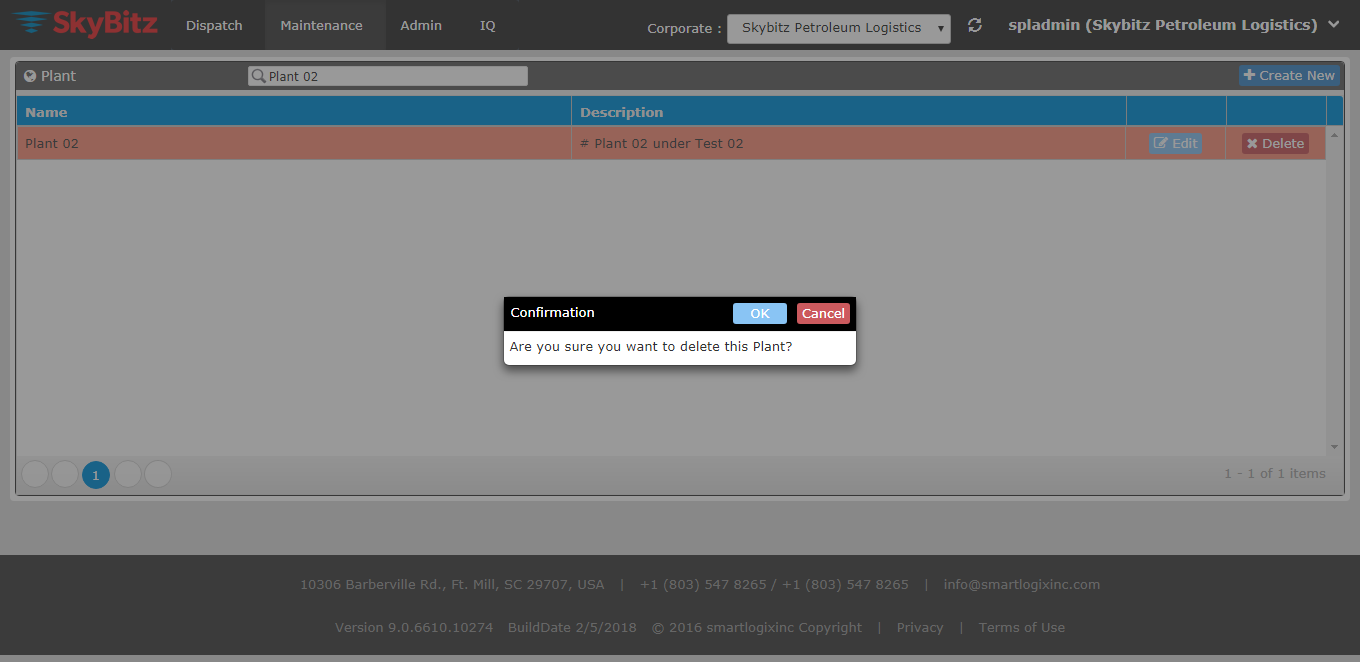 SkyBitz Dispatch Maintenance Admin IQ Corporate : Skybitz Petroleum Logistics spladmin (Skybitz Petroleum Logistics)
Plant Plant 02 Create New
Name Description
Plant 02 # Plant 02 under Test 02 Edit Delete
Confirmation OK Cancel
Are you sure you want to delete this Plant?
1 1 - 1 of 1 items
10306 Barberville Rd., Ft. Mill, SC 29707, USA | +1 (803) 547 8265 / +1 (803) 547 8265 | info@smartlogixinc.com
Version 9.0.6610.10274 BuildDate 2/5/2018 © 2016 smartlogixinc Copyright | Privacy | Terms of Use